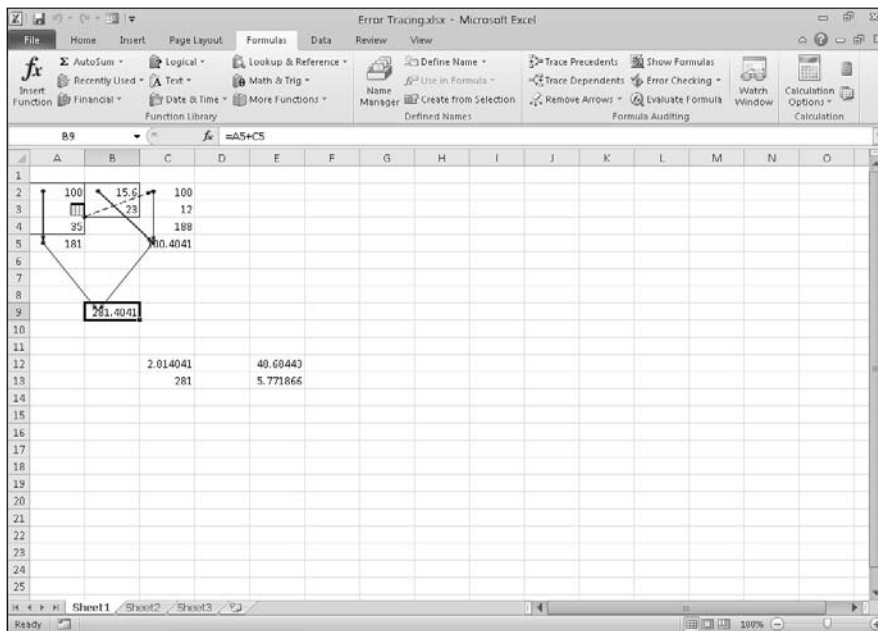 Error Tracing.xlsx - Microsoft Excel
File Home Insert Page Layout Formulas Data Review View
fx Insert Function
Σ AutoSum
Recently Used
Financial
Logical
Text
Date & Time
Lookup & Reference
Math & Trig
More Functions
Function Library
Name Manager
Define Name
Use in Formula
Create from Selection
Defined Names
Trace Precedents
Trace Dependents
Remove Arrows
Show Formulas
Error Checking
Evaluate Formula
Formula Auditing
Watch Window
Calculation Options
Calculation
B9 fx =A5+C5
A B C D E F G H I J K L M N O
1
2 100 15.6 100
3 23 12
4 35 188
5 181 00.4041
6
7
8
9 281.4041
10
11
12 2.014041 40.60443
13 281 5.771866
14
15
16
17
18
19
20
21
22
23
24
25
Sheet1 Sheet2 Sheet3
Ready 100%